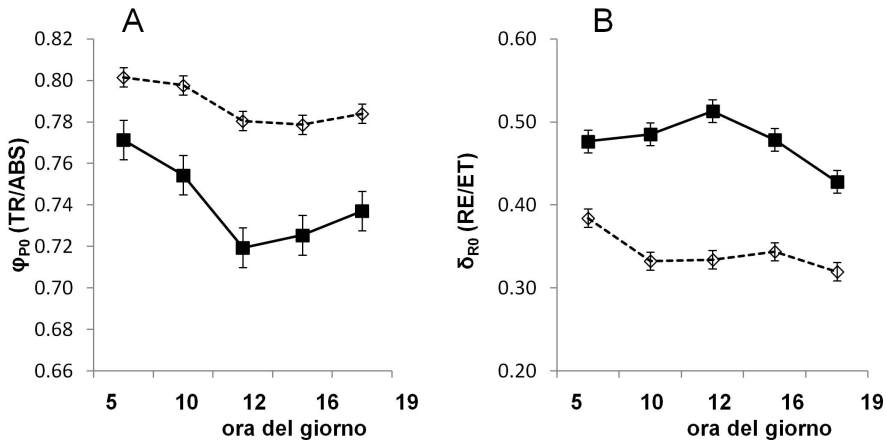 A
0.82
0.80
0.78
0.76
0.74
0.72
0.70
0.68
0.66
φP0 (TR/ABS)
5 10 12 16 19
ora del giorno
B
0.60
0.50
0.40
0.30
0.20
δR0 (RE/ET)
5 10 12 16 19
ora del giorno